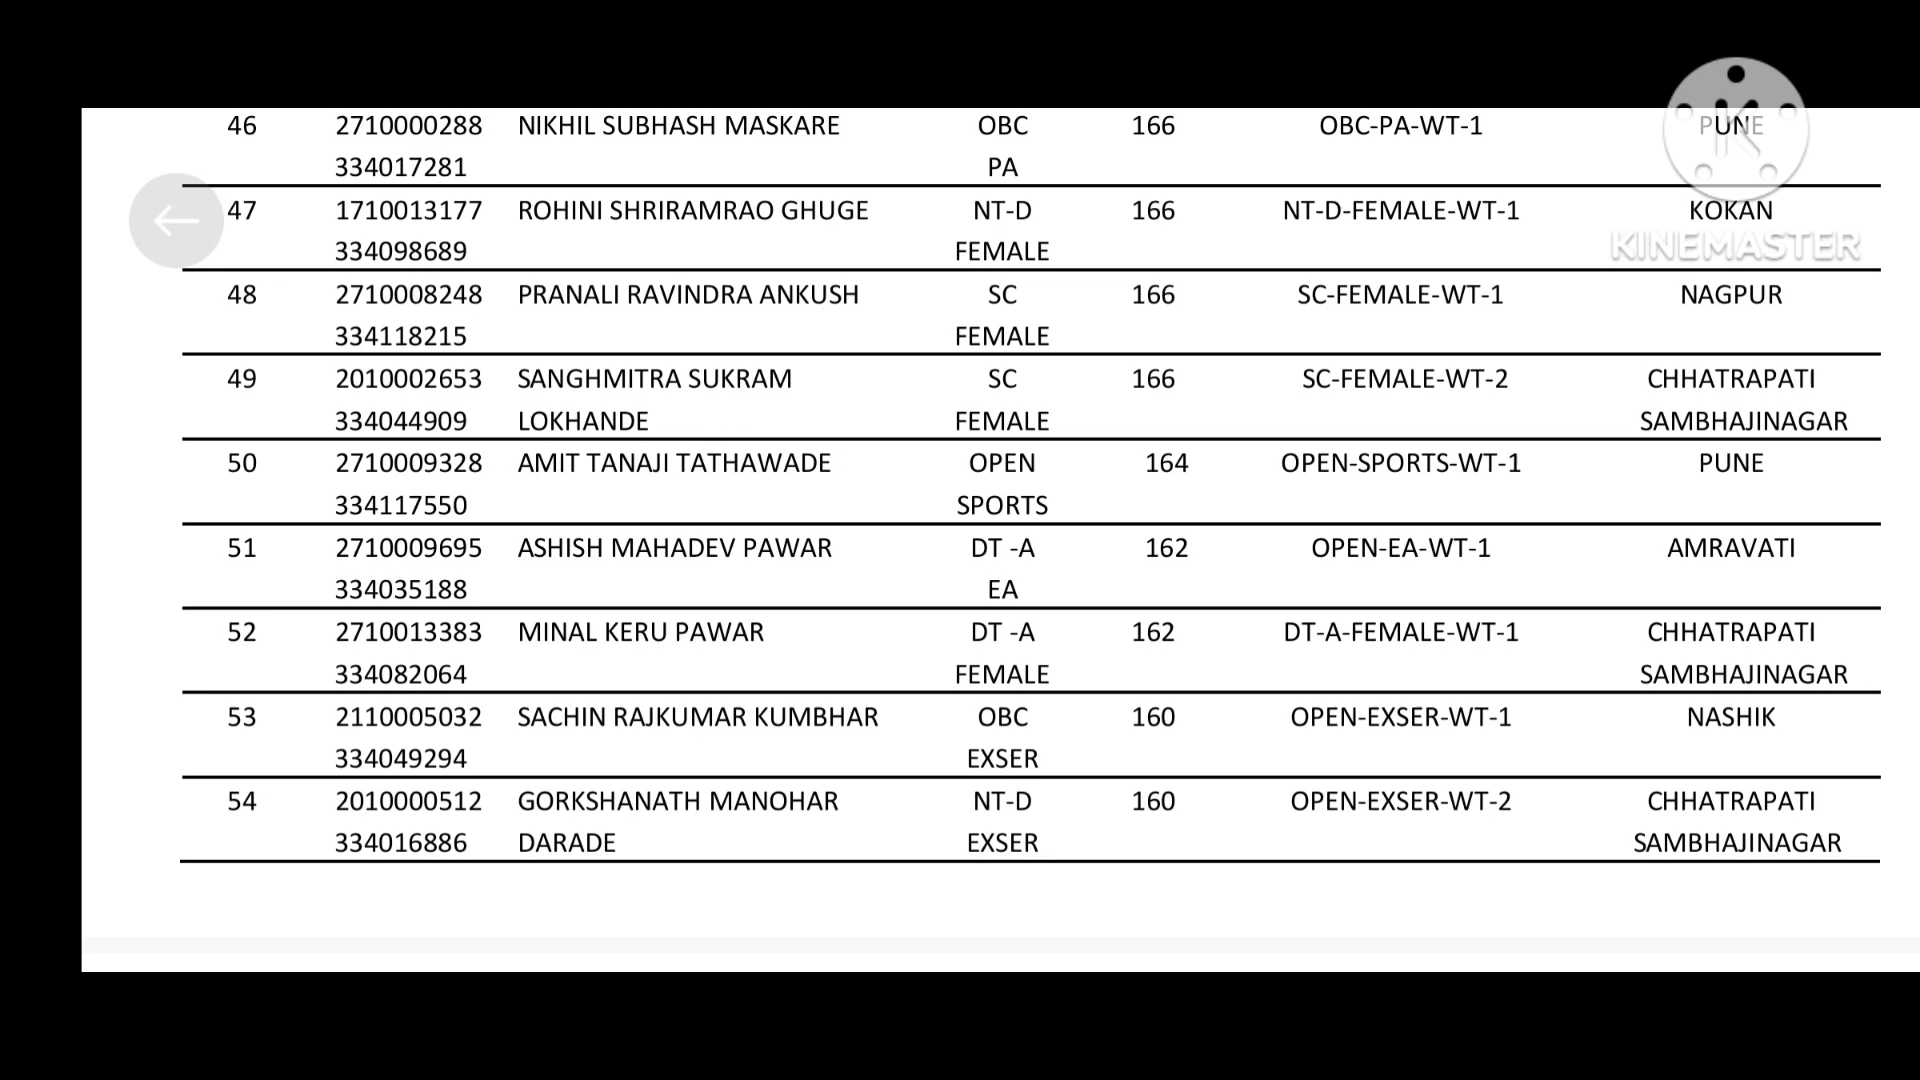 46 2710000288 NIKHIL SUBHASH MASKARE OBC 166 OBC-PA-WT-1 PUNE
334017281 PA
47 1710013177 ROHINI SHRIRAMRAO GHUGE NT-D 166 NT-D-FEMALE-WT-1 KOKAN
334098689 FEMALE
KINEMASTER
48 2710008248 PRANALI RAVINDRA ANKUSH SC 166 SC-FEMALE-WT-1 NAGPUR
334118215 FEMALE
49 2010002653 SANGHMITRA SUKRAM SC 166 SC-FEMALE-WT-2 CHHATRAPATI
334044909 LOKHANDE FEMALE SAMBHAJINAGAR
50 2710009328 AMIT TANAJI TATHAWADE OPEN 164 OPEN-SPORTS-WT-1 PUNE
334117550 SPORTS
51 2710009695 ASHISH MAHADEV PAWAR DT -A 162 OPEN-EA-WT-1 AMRAVATI
334035188 EA
52 2710013383 MINAL KERU PAWAR DT -A 162 DT-A-FEMALE-WT-1 CHHATRAPATI
334082064 FEMALE SAMBHAJINAGAR
53 2110005032 SACHIN RAJKUMAR KUMBHAR OBC 160 OPEN-EXSER-WT-1 NASHIK
334049294 EXSER
54 2010000512 GORKSHANATH MANOHAR NT-D 160 OPEN-EXSER-WT-2 CHHATRAPATI
334016886 DARADE EXSER SAMBHAJINAGAR